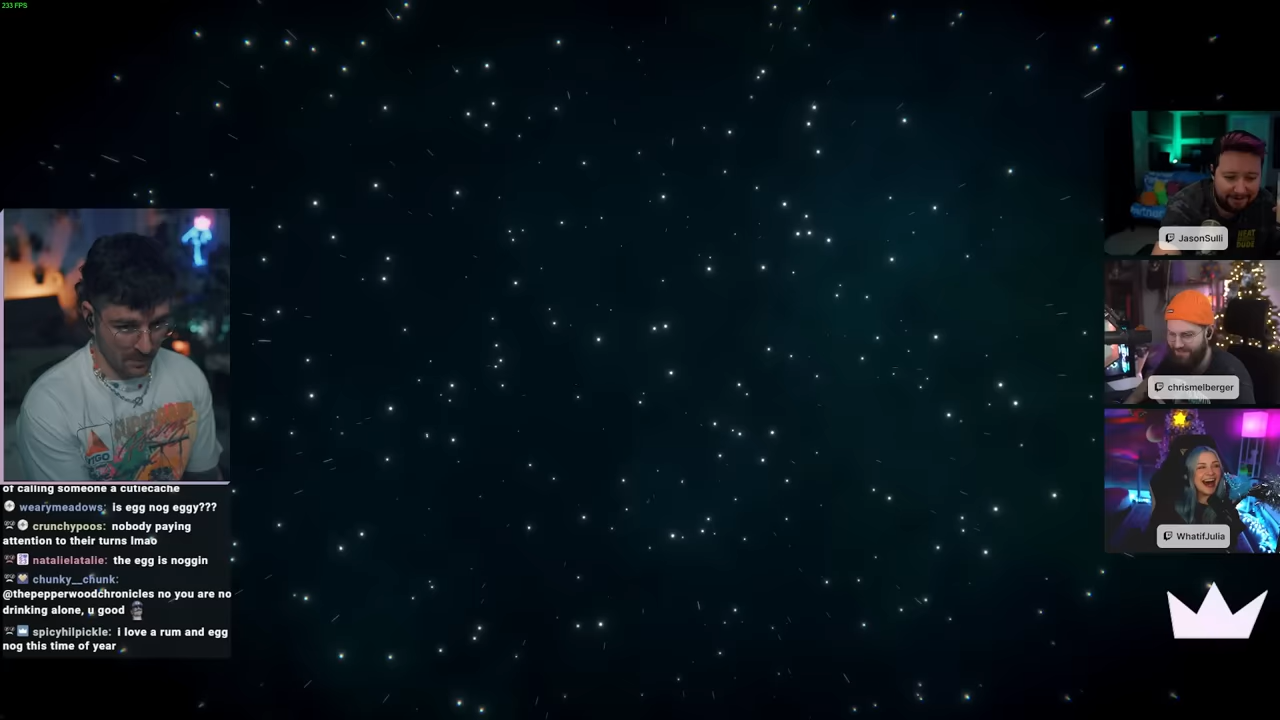 233 FPS
JasonSulli
chrismelberger
WhatifJulia
of calling someone a cutiecache
wearymeadows: is egg nog eggy???
crunchypoos: nobody paying
attention to their turns lmao
natalielatalie: the egg is noggin
chunky__chunk:
@thepepperwoodchronicles no you are no
drinking alone, u good
spicyhilpickle: i love a rum and egg
nog this time of year